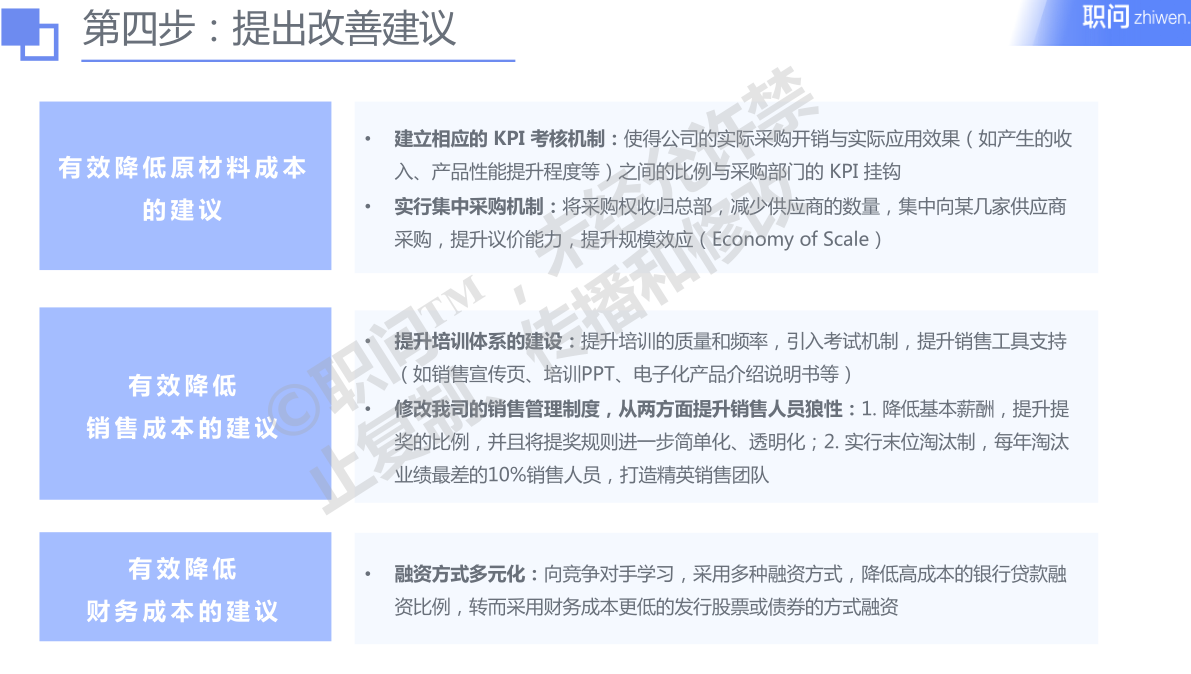 第四步：提出改善建议
职问 zhiwen.
有效降低原材料成本
的建议
• 建立相应的 KPI 考核机制：使得公司的实际采购开销与实际应用效果（如产生的收
入、产品性能提升程度等）之间的比例与采购部门的 KPI 挂钩
• 实行集中采购机制：将采购权收归总部，减少供应商的数量，集中向某几家供应商
采购，提升议价能力，提升规模效应（Economy of Scale）
有效降低
销售成本的建议
• 提升培训体系的建设：提升培训的质量和频率，引入考试机制，提升销售工具支持
（如销售宣传页、培训PPT、电子化产品介绍说明书等）
• 修改我司的销售管理制度，从两方面提升销售人员狼性：1. 降低基本薪酬，提升提
奖的比例，并且将提奖规则进一步简单化、透明化；2. 实行末位淘汰制，每年淘汰
业绩最差的10%销售人员，打造精英销售团队
有效降低
财务成本的建议
• 融资方式多元化：向竞争对手学习，采用多种融资方式，降低高成本的银行贷款融
资比例，转而采用财务成本更低的发行股票或债券的方式融资
©职问™，未经允许禁
止复制、传播和修改